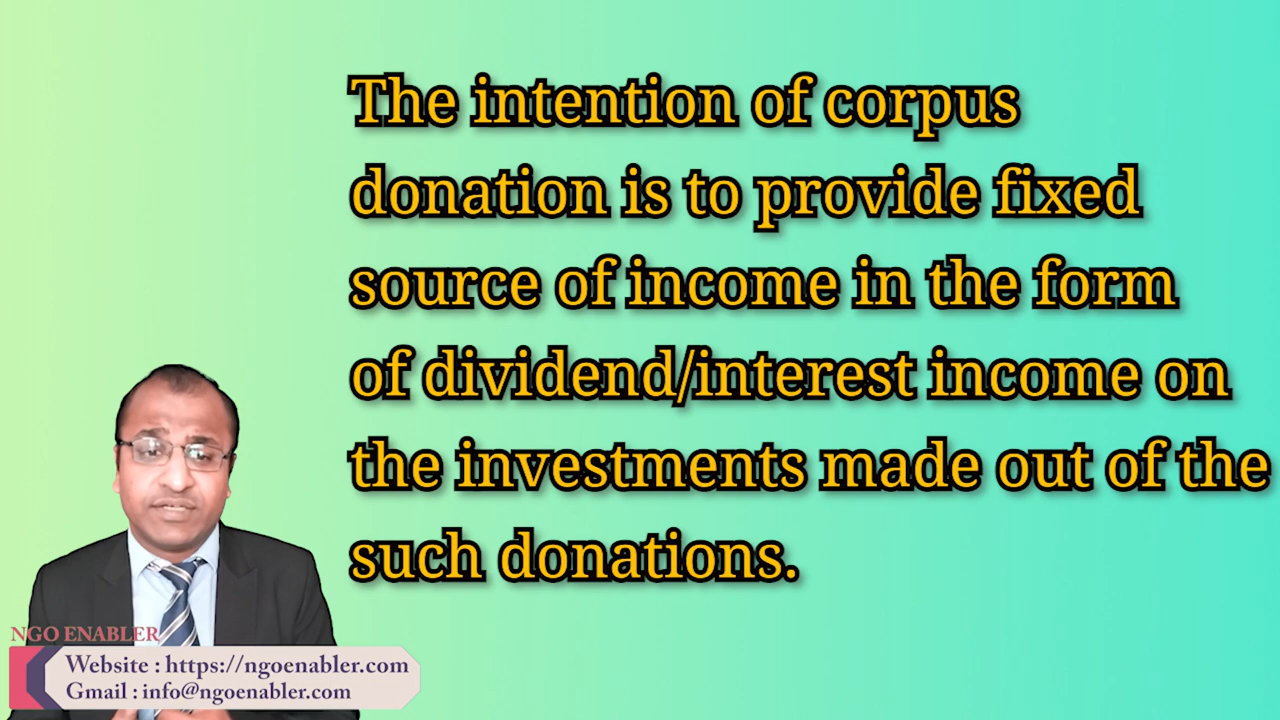 The intention of corpus
donation is to provide fixed
source of income in the form
of dividend/interest income on
the investments made out of the
such donations.
NGO ENABLER
Website : https://ngoenabler.com
Gmail : info@ngoenabler.com